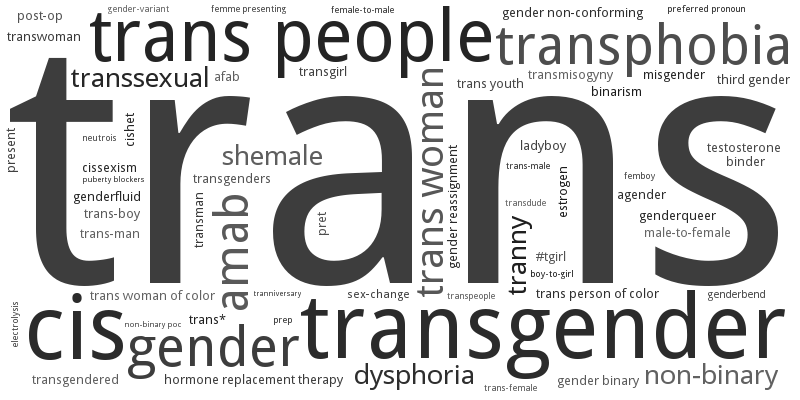 post-op
gender-variant
femme presenting
female-to-male
gender non-conforming
preferred pronoun
transwoman
trans people
transphobia
transsexual
afab
transgirl
trans youth
transmisogyny
misgender
third gender
binarism
trans
present
neutrois
cishet
cissexism
puberty blockers
genderfluid
trans-boy
trans-man
shemale
transgenders
transman
amab
pret
trans woman
gender reassignment
ladyboy
trans-male
estrogen
transdude
tranny
#tgirl
boy-to-girl
testosterone
binder
femboy
agender
genderqueer
male-to-female
electrolysis
trans woman of color
tranniversary
sex-change
transpeople
trans person of color
genderbend
cis
non-binary poc
trans*
prep
gender
transgender
transgendered
hormone replacement therapy
dysphoria
trans-female
gender binary
non-binary